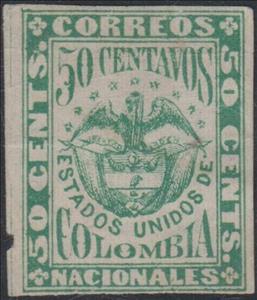 CORREOS
50 CENTAVOS
50 CENTS.
50 CENTS.
ESTADOS UNIDOS DE
COLOMBIA
NACIONALES